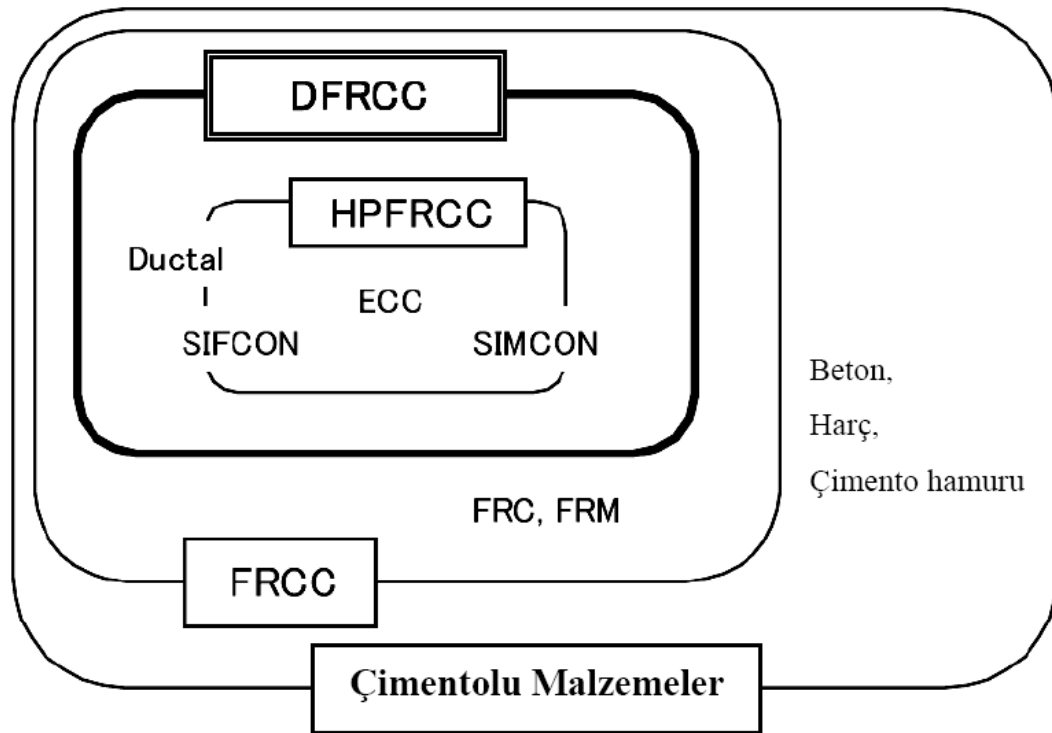 DFRCC
HPFRCC
Ductal
ECC
SIFCON
SIMCON
Beton,
Harç,
Çimento hamuru
FRC, FRM
FRCC
Çimentolu Malzemeler